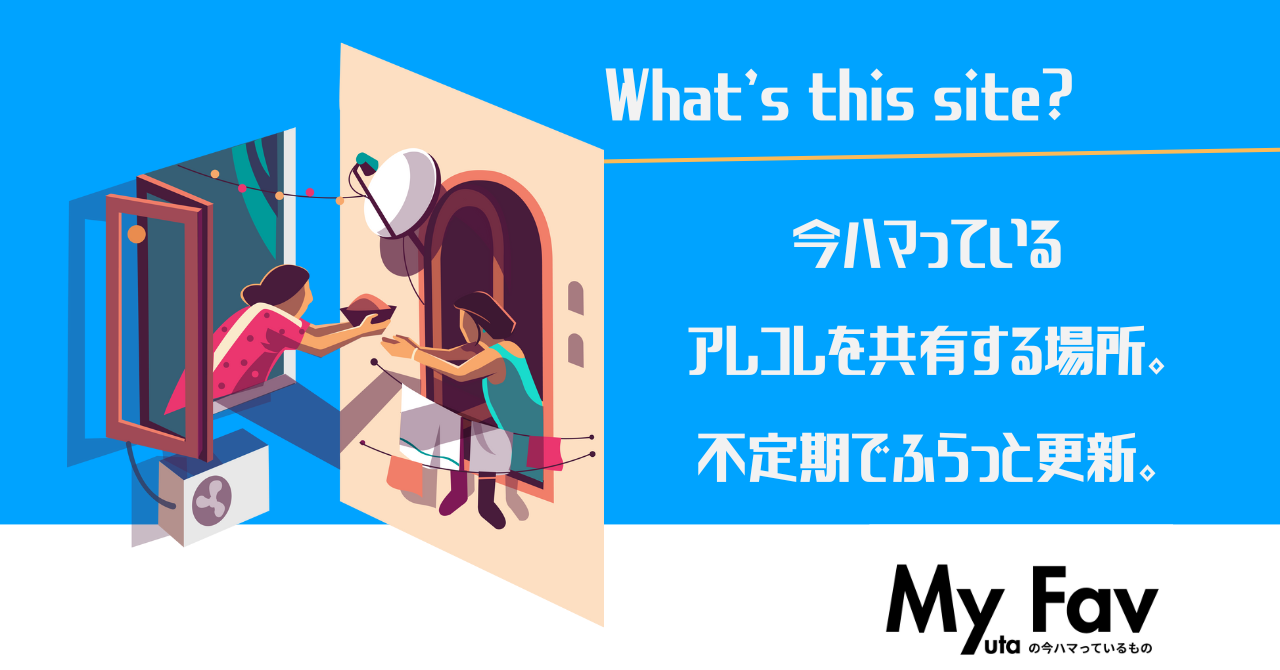 What's this site?
今ハマっている
アレコレを共有する場所。
不定期でふらっと更新。
My Fav
uta の今ハマっているもの